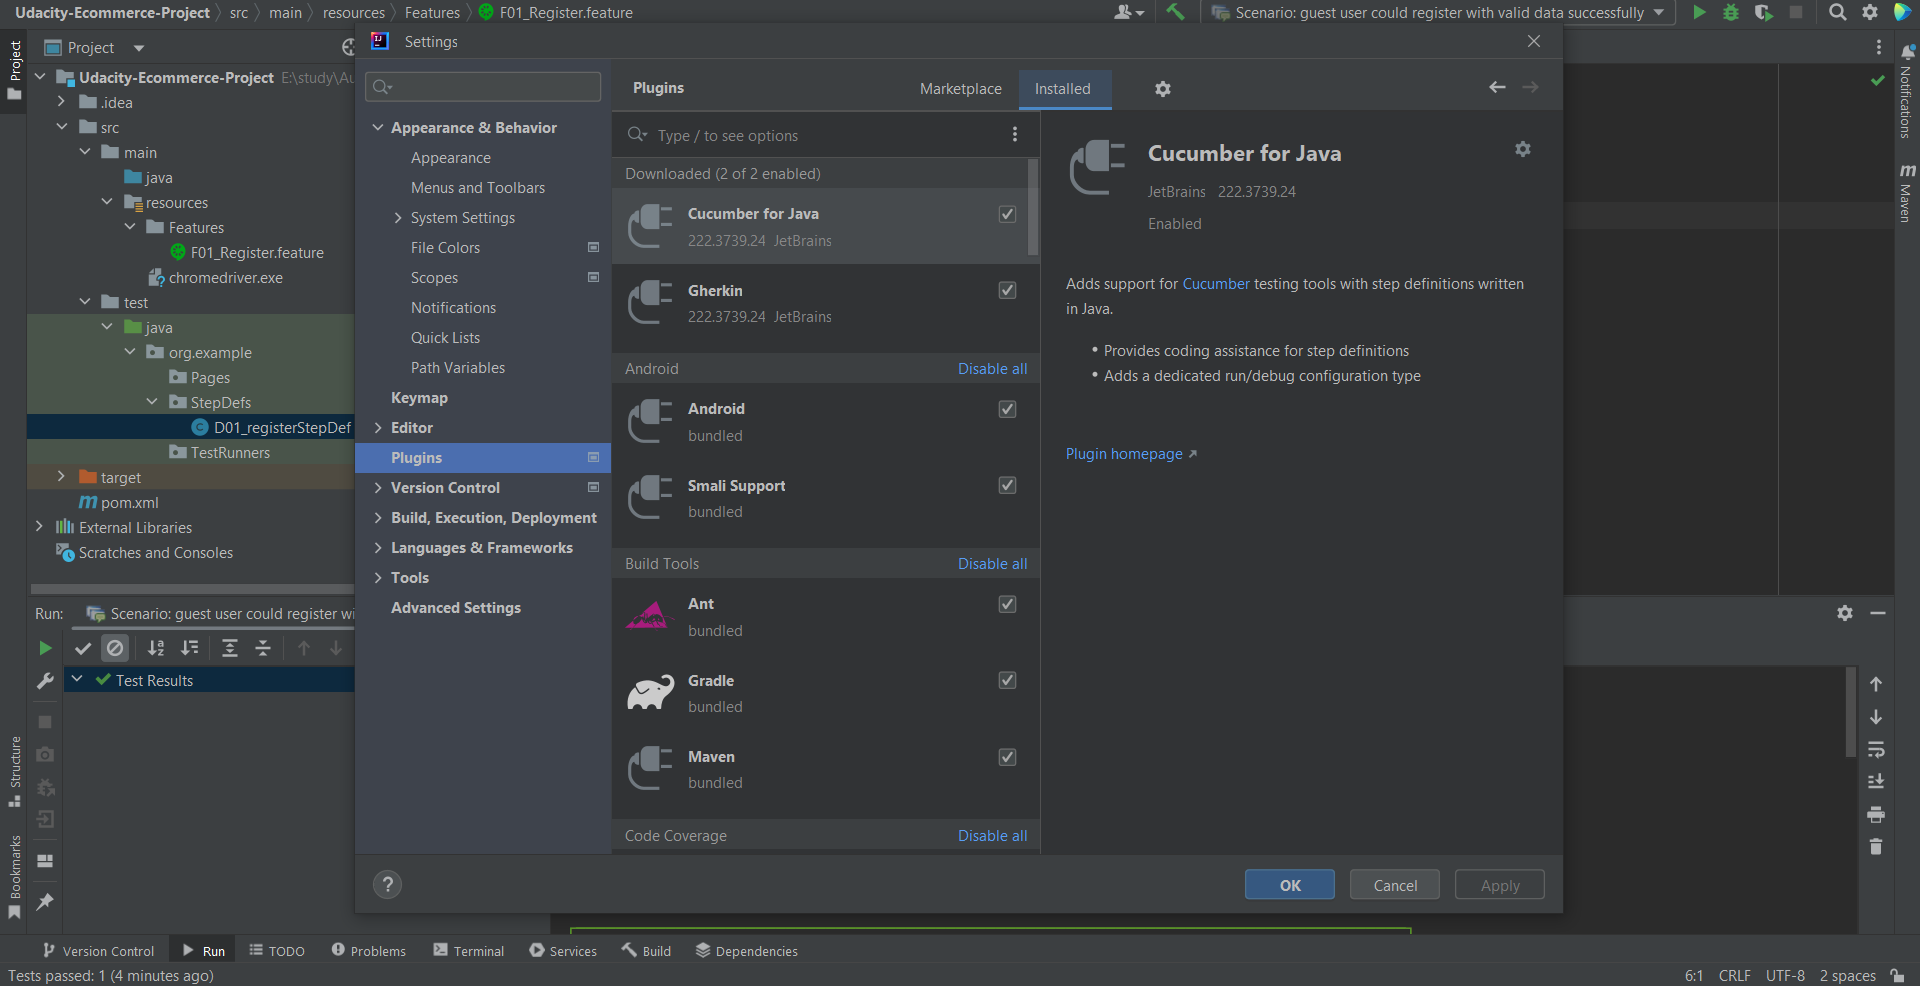 Udacity-Ecommerce-Project 〉 src 〉 main 〉 resources 〉 Features 〉 F01_Register.feature
Scenario: guest user could register with valid data successfully
Project
Project
Udacity-Ecommerce-Project E:\study\Au
.idea
src
main
java
resources
Features
F01_Register.feature
chromedriver.exe
test
java
org.example
Pages
StepDefs
D01_registerStepDef
TestRunners
target
pom.xml
External Libraries
Scratches and Consoles
Settings
Appearance & Behavior
Appearance
Menus and Toolbars
System Settings
File Colors
Scopes
Notifications
Quick Lists
Path Variables
Keymap
Editor
Plugins
Version Control
Build, Execution, Deployment
Languages & Frameworks
Tools
Advanced Settings
Plugins
Marketplace
Installed
Type / to see options
Downloaded (2 of 2 enabled)
Cucumber for Java
222.3739.24 JetBrains
Gherkin
222.3739.24 JetBrains
Android Disable all
Android
bundled
Smali Support
bundled
Build Tools Disable all
Ant
bundled
Gradle
bundled
Maven
bundled
Code Coverage Disable all
Cucumber for Java
JetBrains 222.3739.24
Enabled
Adds support for Cucumber testing tools with step definitions written
in Java.
• Provides coding assistance for step definitions
• Adds a dedicated run/debug configuration type
Plugin homepage ↗
?
OK
Cancel
Apply
Notifications
m
Maven
Run: Scenario: guest user could register wi
Test Results
Structure
Bookmarks
Version Control
Run
TODO
Problems
Terminal
Services
Build
Dependencies
Tests passed: 1 (4 minutes ago)
6:1 CRLF UTF-8 2 spaces